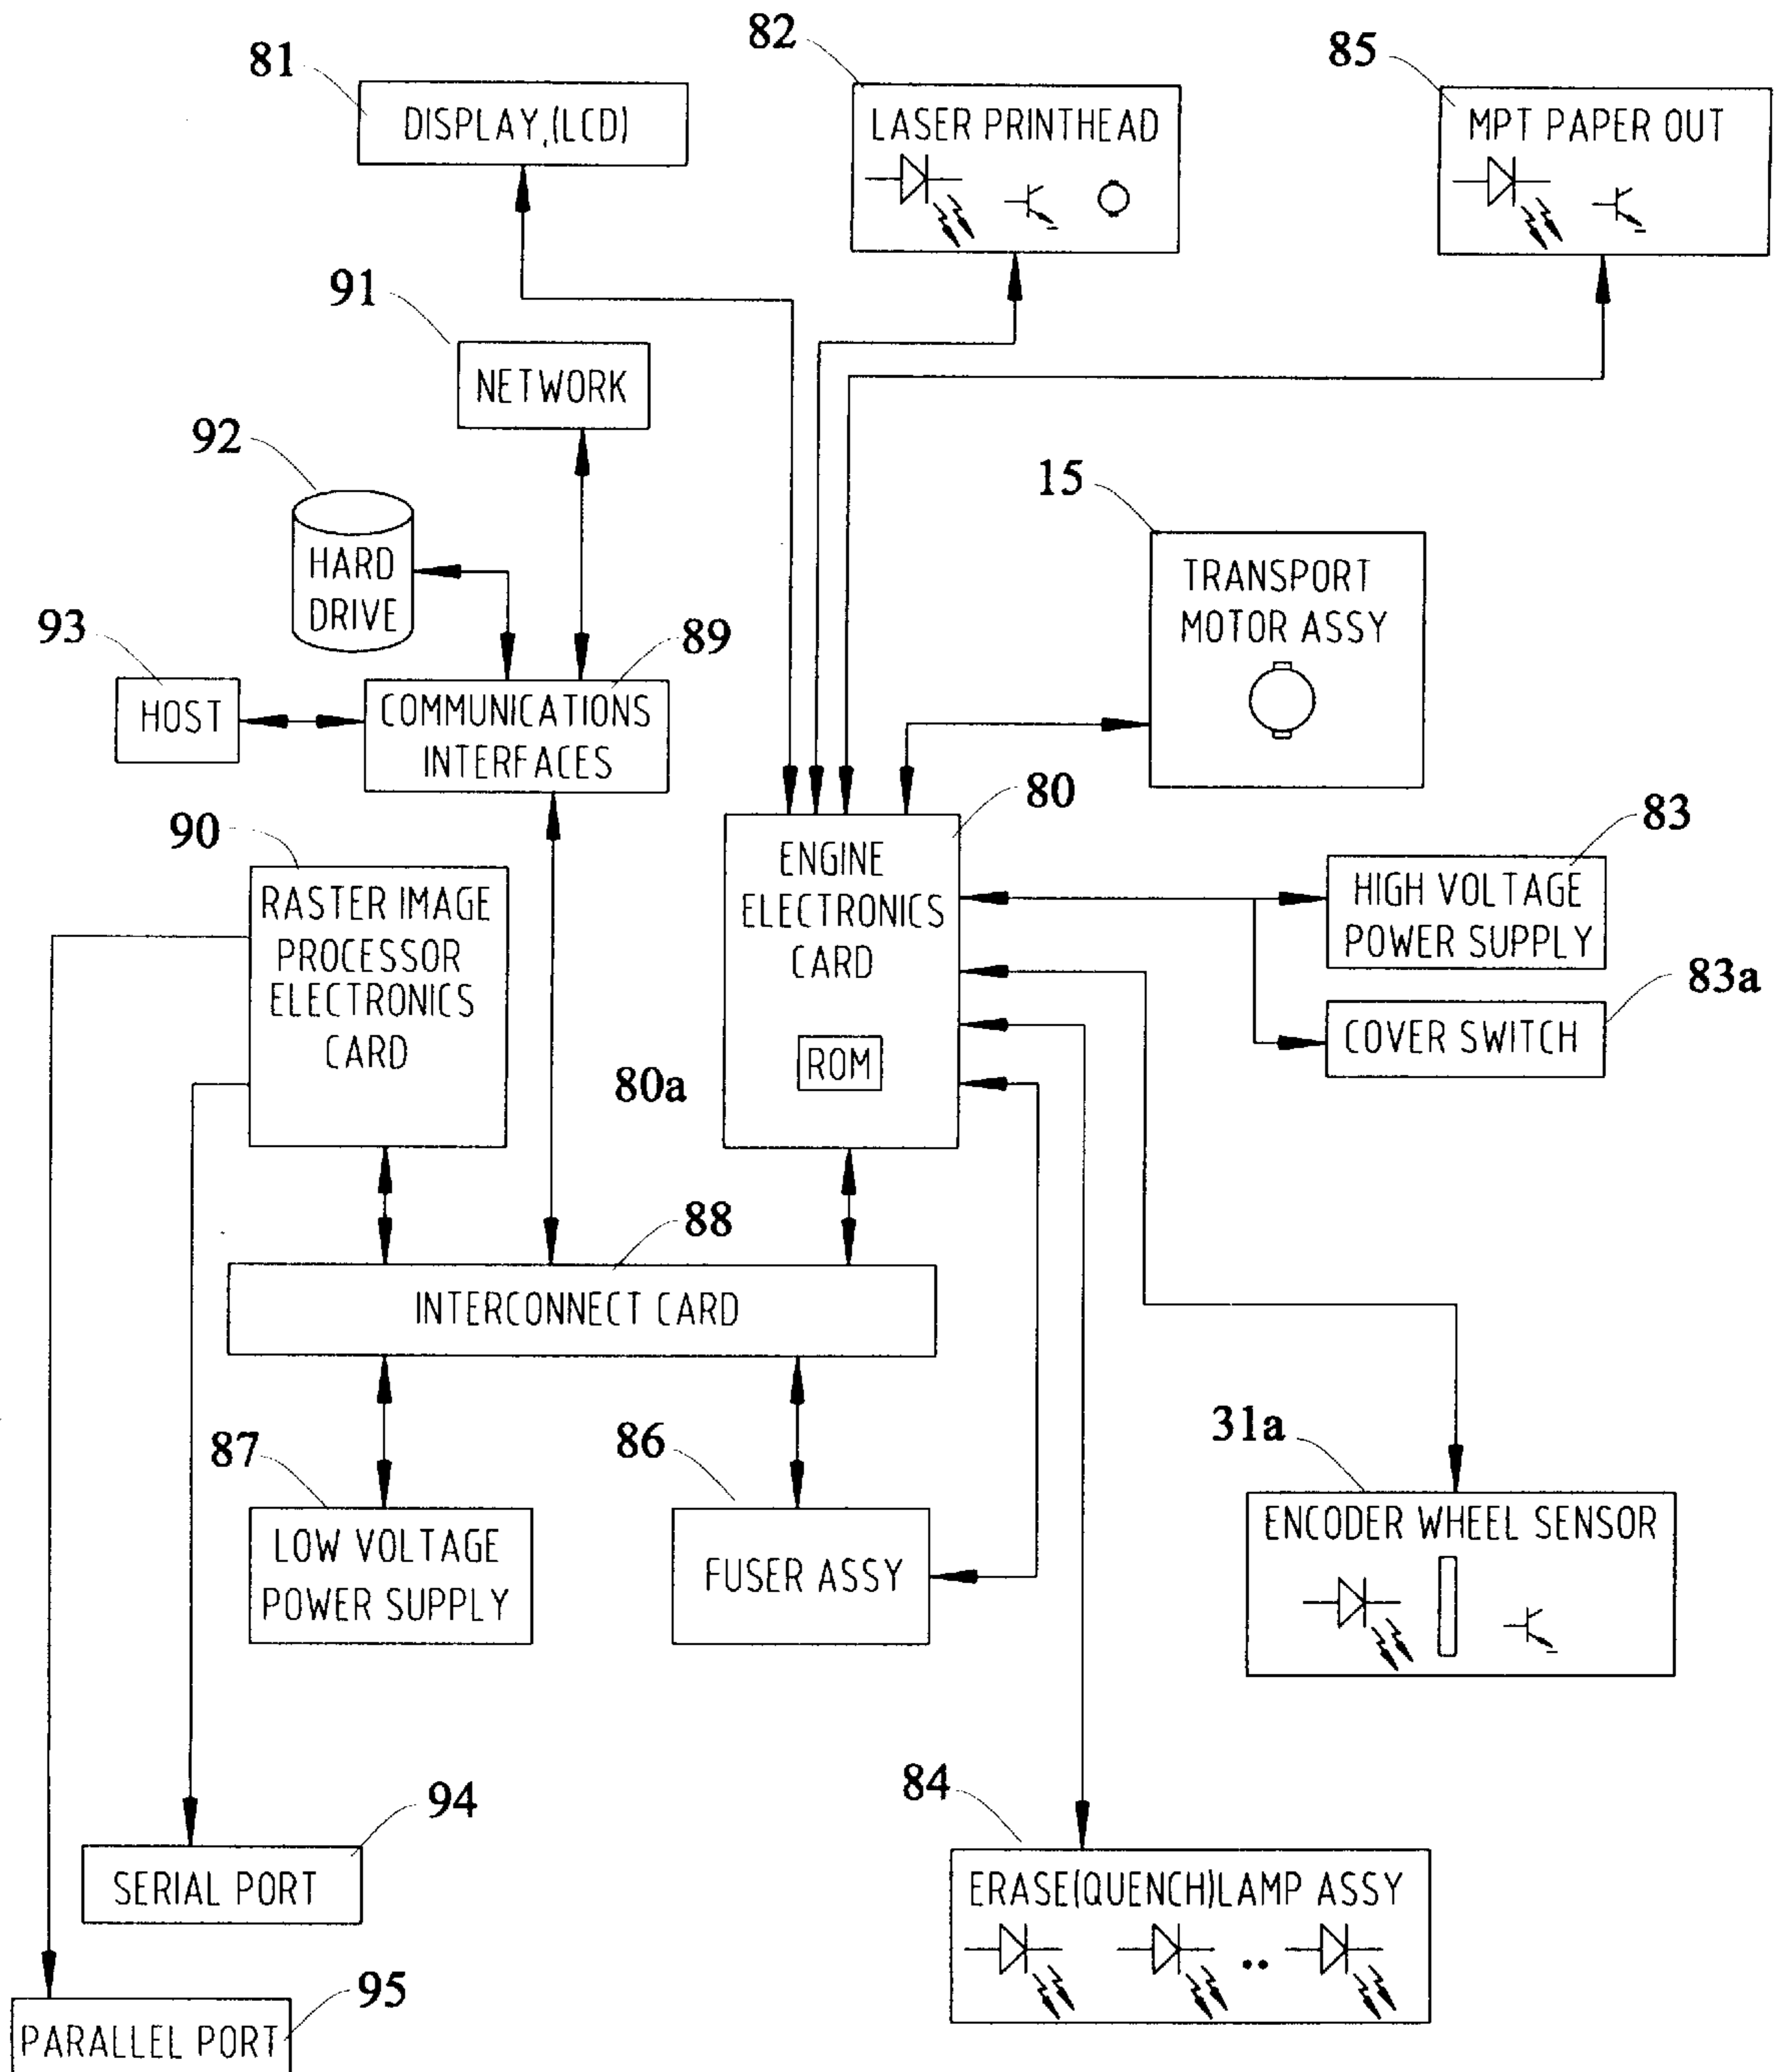 81
DISPLAY,(LCD)
82
LASER PRINTHEAD
85
MPT PAPER OUT
91
NETWORK
92
HARD
DRIVE
93
HOST
89
COMMUNICATIONS
INTERFACES
15
TRANSPORT
MOTOR ASSY
90
RASTER IMAGE
PROCESSOR
ELECTRONICS
CARD
80
ENGINE
ELECTRONICS
CARD
ROM
80a
83
HIGH VOLTAGE
POWER SUPPLY
83a
COVER SWITCH
88
INTERCONNECT CARD
87
LOW VOLTAGE
POWER SUPPLY
86
FUSER ASSY
31a
ENCODER WHEEL SENSOR
94
SERIAL PORT
84
ERASE(QUENCH)LAMP ASSY
95
PARALLEL PORT